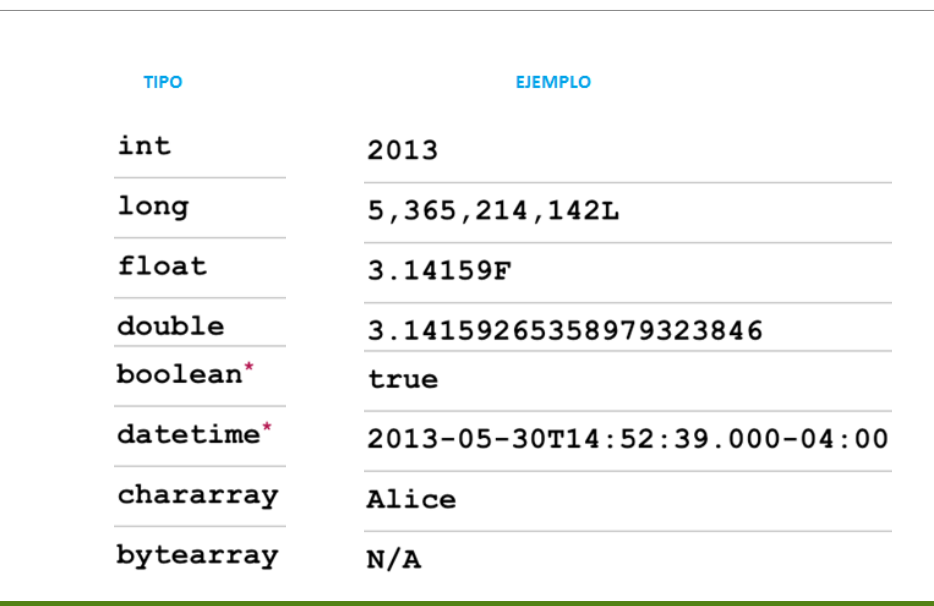 TIPO EJEMPLO
int 2013
long 5,365,214,142L
float 3.14159F
double 3.14159265358979323846
boolean* true
datetime* 2013-05-30T14:52:39.000-04:00
chararray Alice
bytearray N/A